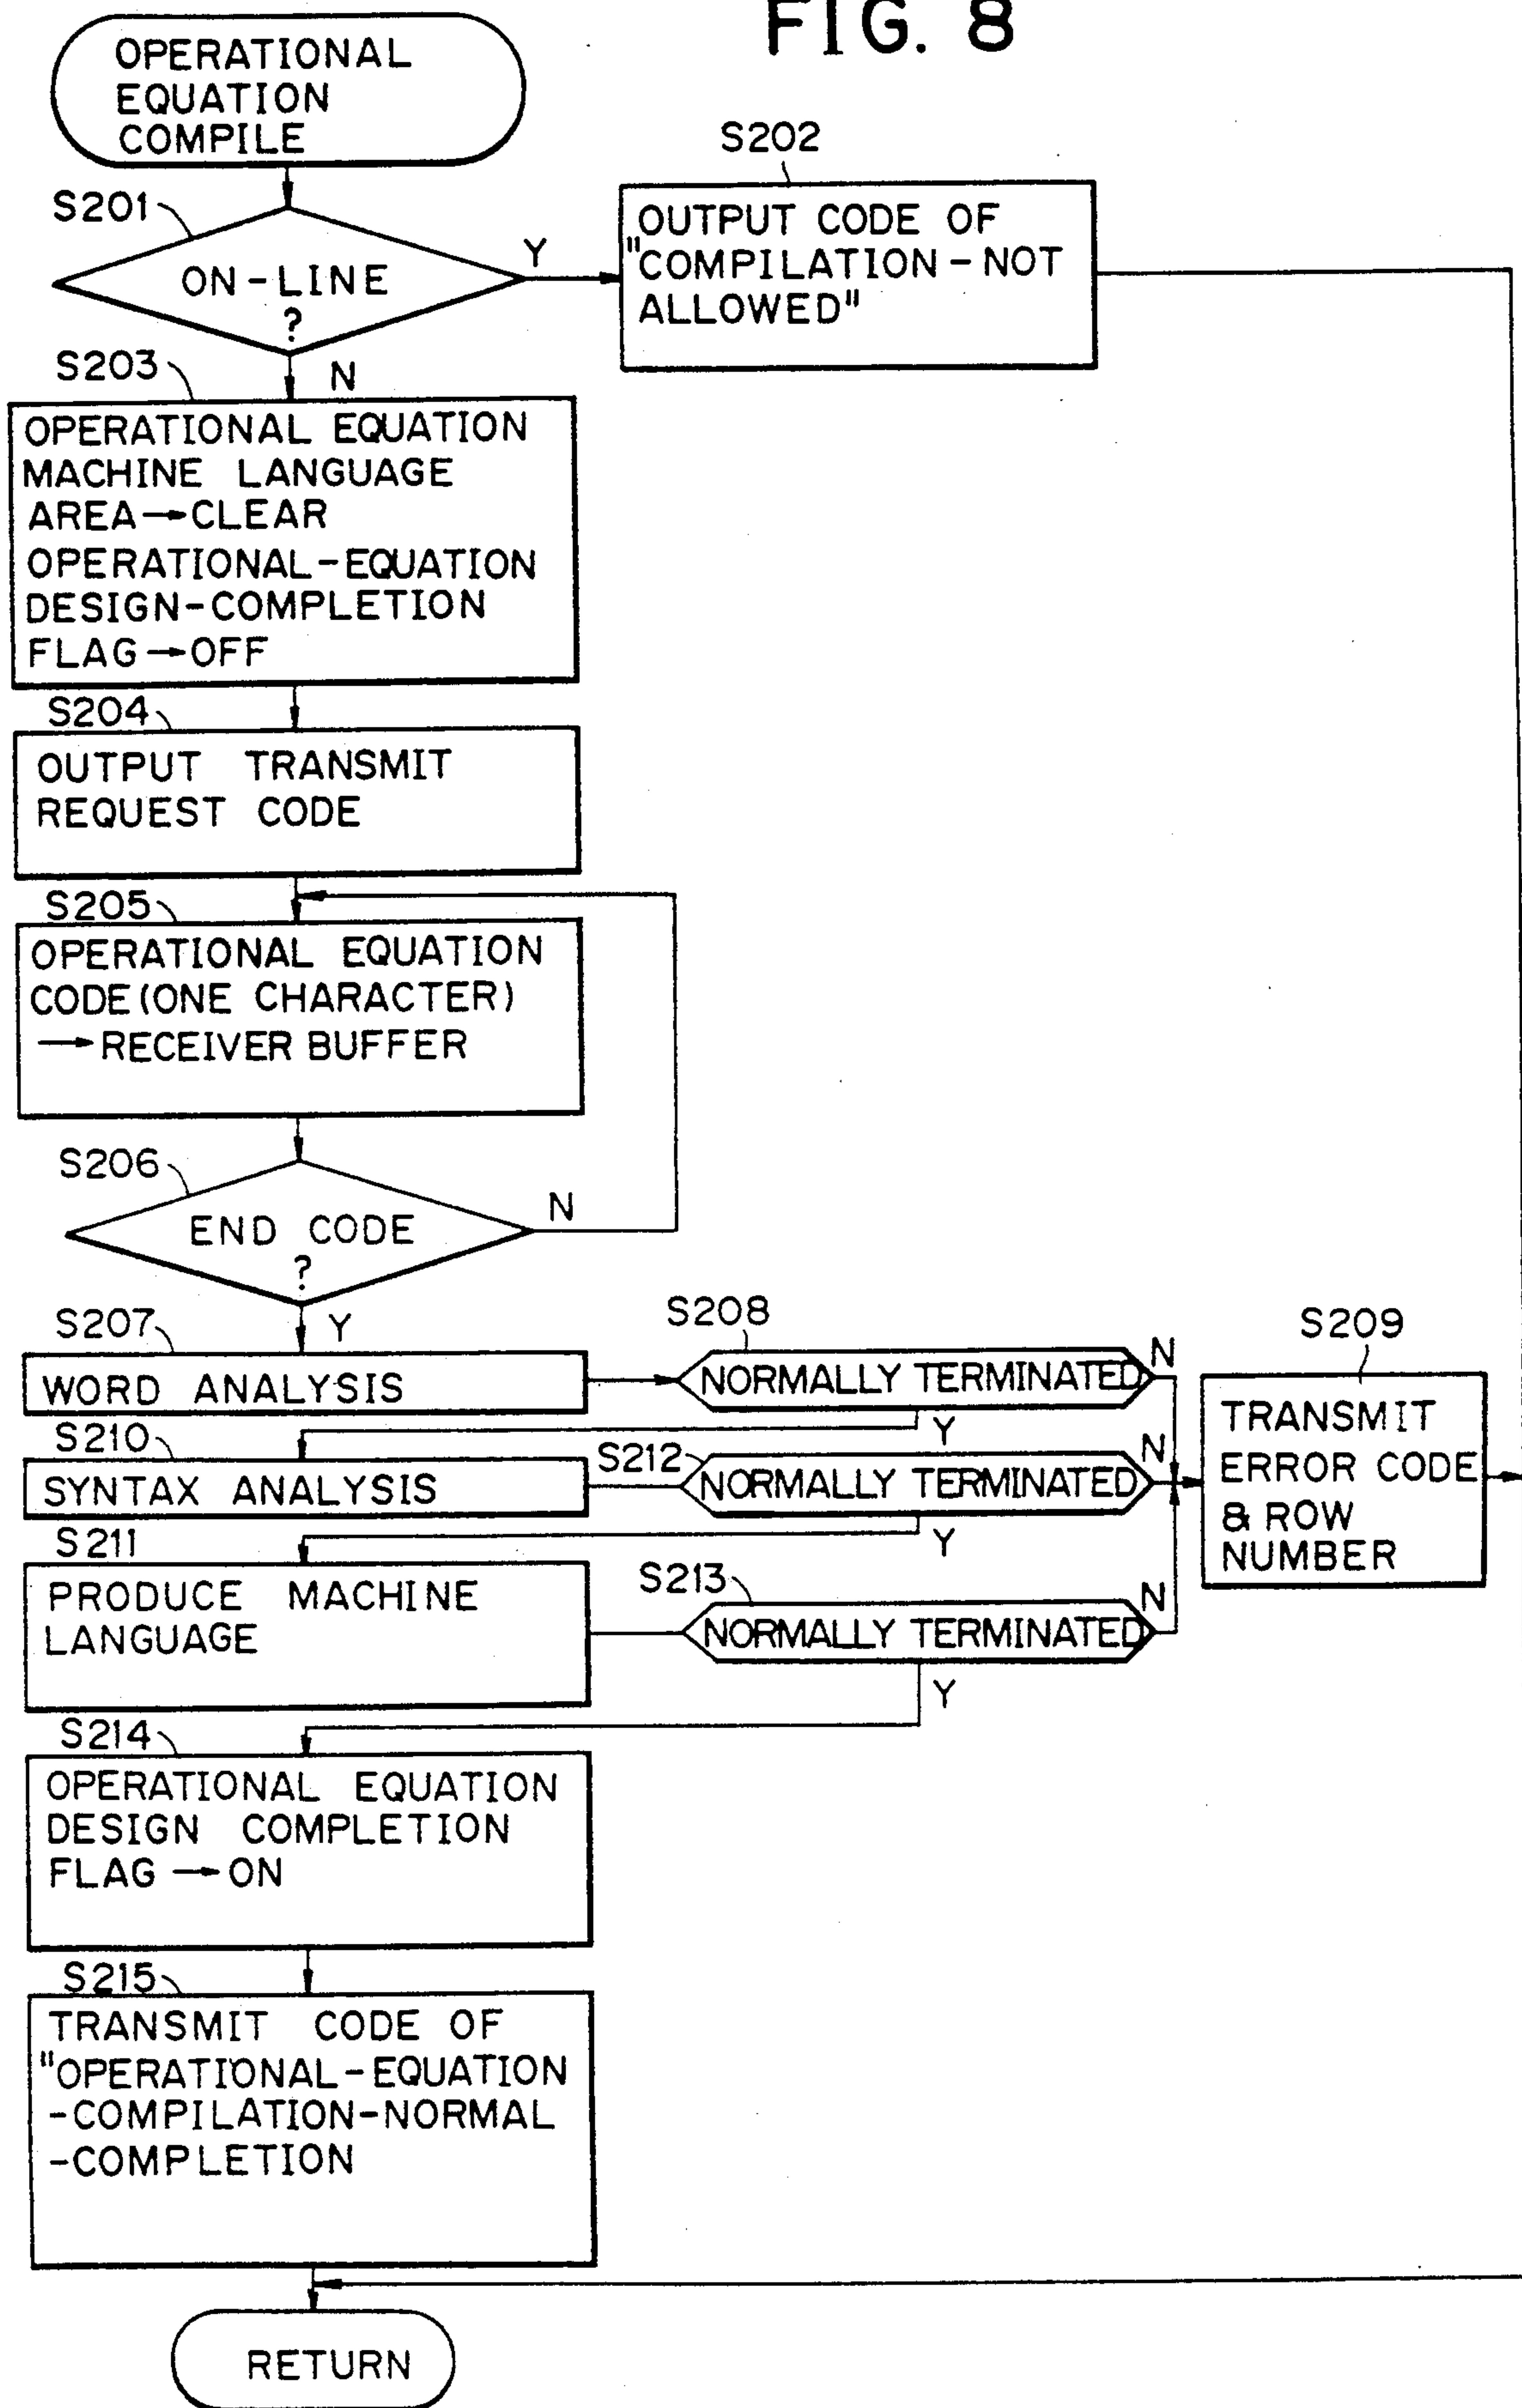 FIG. 8
OPERATIONAL
EQUATION
COMPILE
S201
ON-LINE
?
Y
N
S202
OUTPUT CODE OF
"COMPILATION-NOT
ALLOWED"
S203
OPERATIONAL EQUATION
MACHINE LANGUAGE
AREA→CLEAR
OPERATIONAL-EQUATION
DESIGN-COMPLETION
FLAG→OFF
S204
OUTPUT TRANSMIT
REQUEST CODE
S205
OPERATIONAL EQUATION
CODE(ONE CHARACTER)
→RECEIVER BUFFER
S206
END CODE
?
N
Y
S207
WORD ANALYSIS
S208
NORMALLY TERMINATED
N
Y
S209
TRANSMIT
ERROR CODE
& ROW
NUMBER
S210
SYNTAX ANALYSIS
S212
NORMALLY TERMINATED
N
Y
S211
PRODUCE MACHINE
LANGUAGE
S213
NORMALLY TERMINATED
N
Y
S214
OPERATIONAL EQUATION
DESIGN COMPLETION
FLAG→ON
S215
TRANSMIT CODE OF
"OPERATIONAL-EQUATION
-COMPILATION-NORMAL
-COMPLETION
RETURN